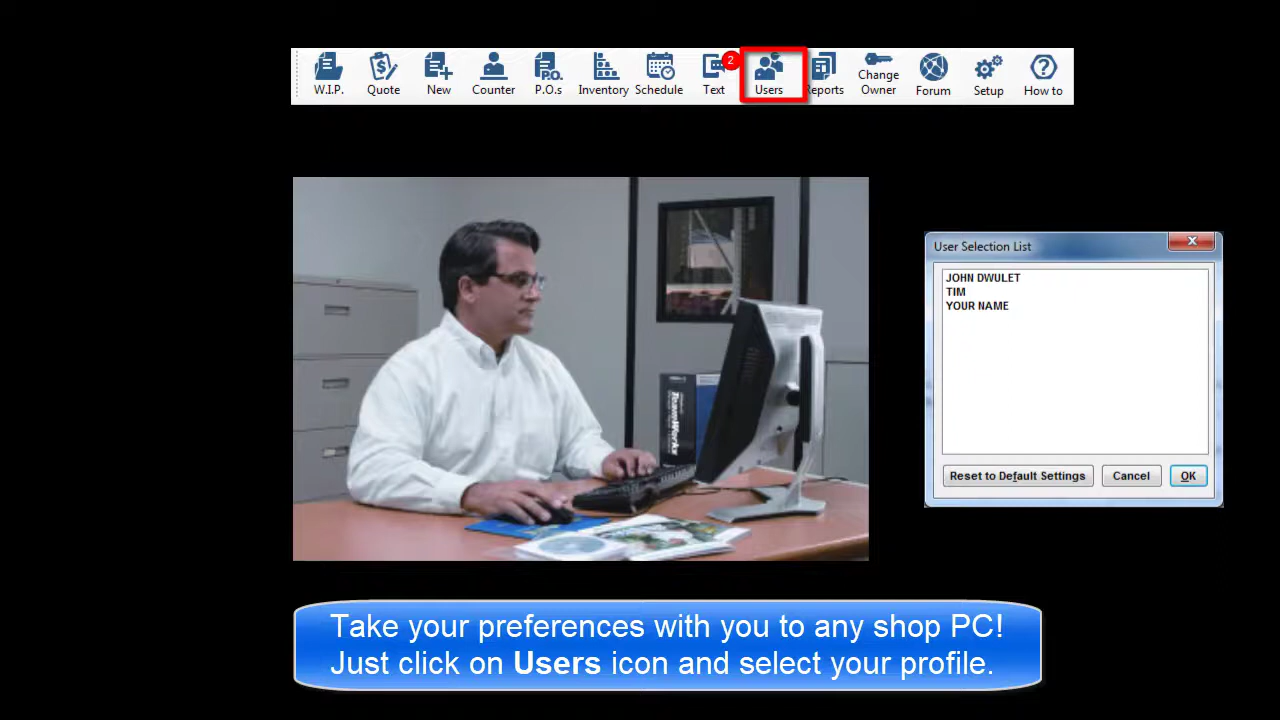 W.I.P. Quote New Counter P.O.s Inventory Schedule Text 2 Users Reports Change Owner Forum Setup How to
P.O.
User Selection List
JOHN DWULET
TIM
YOUR NAME
Reset to Default Settings Cancel OK
TeamWorks
Take your preferences with you to any shop PC!
Just click on Users icon and select your profile.